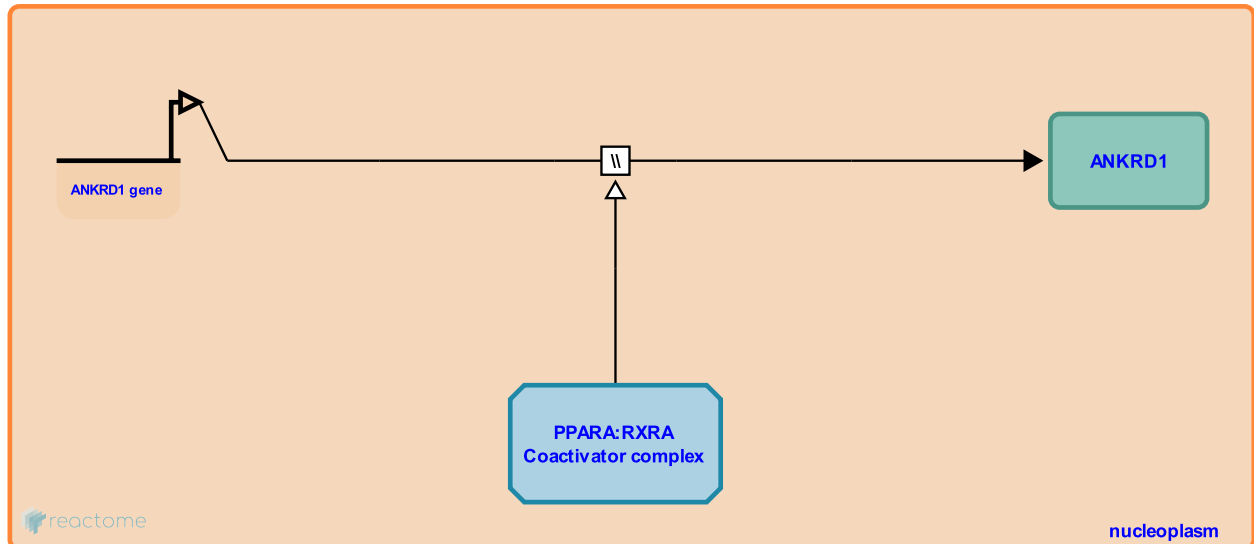 \\
ANKRD1
ANKRD1 gene
PPARA:RXRA
Coactivator complex
reactome
nucleoplasm